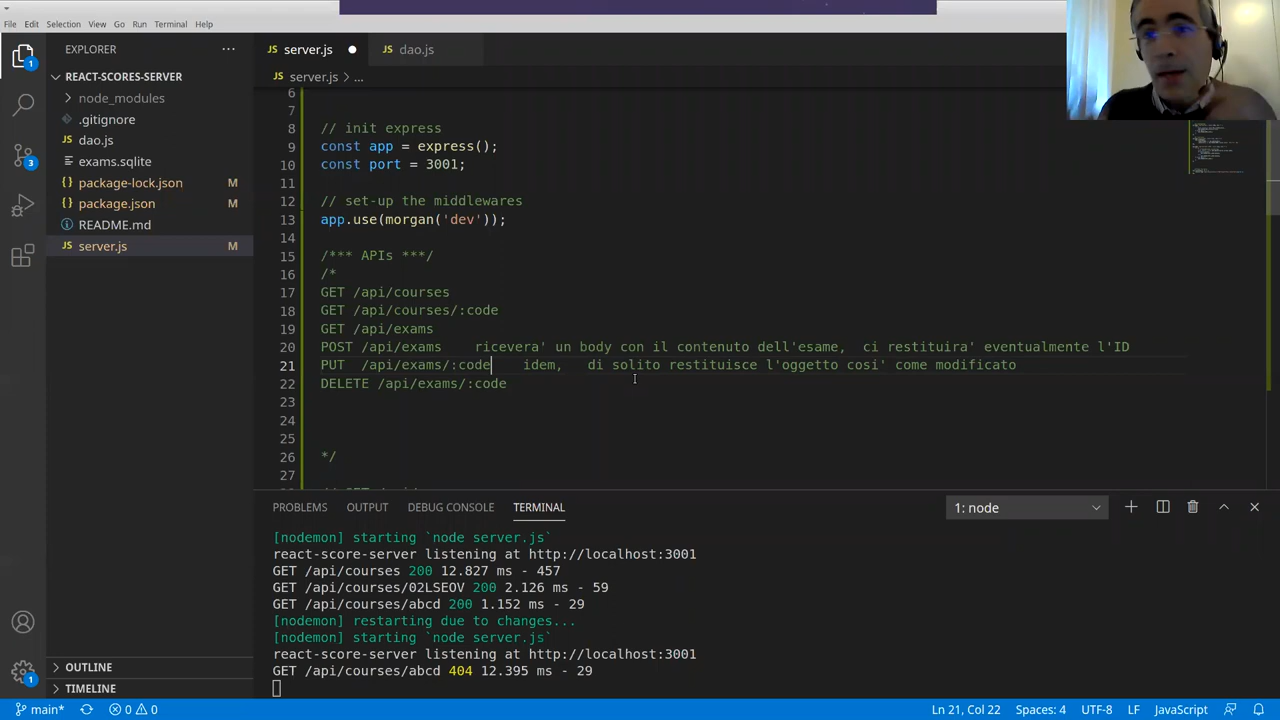 File Edit Selection View Go Run Terminal Help
EXPLORER ···
REACT-SCORES-SERVER
node_modules
.gitignore
dao.js
exams.sqlite
package-lock.json M
package.json M
README.md
server.js M
OUTLINE
TIMELINE
1
3
1
JS server.js ● JS dao.js
JS server.js > ...
6
7
8 // init express
9 const app = express();
10 const port = 3001;
11
12 // set-up the middlewares
13 app.use(morgan('dev'));
14
15 /*** APIs ***/
16 /*
17 GET /api/courses
18 GET /api/courses/:code
19 GET /api/exams
20 POST /api/exams ricevera' un body con il contenuto dell'esame, ci restituira' eventualmente l'ID
21 PUT /api/exams/:code idem, di solito restituisce l'oggetto cosi' come modificato
22 DELETE /api/exams/:code
23
24
25
26 */
27
PROBLEMS OUTPUT DEBUG CONSOLE TERMINAL 1: node
[nodemon] starting `node server.js`
react-score-server listening at http://localhost:3001
GET /api/courses 200 12.827 ms - 457
GET /api/courses/02LSEOV 200 2.126 ms - 59
GET /api/courses/abcd 200 1.152 ms - 29
[nodemon] restarting due to changes...
[nodemon] starting `node server.js`
react-score-server listening at http://localhost:3001
GET /api/courses/abcd 404 12.395 ms - 29
main* 0 0 Ln 21, Col 22 Spaces: 4 UTF-8 LF JavaScript